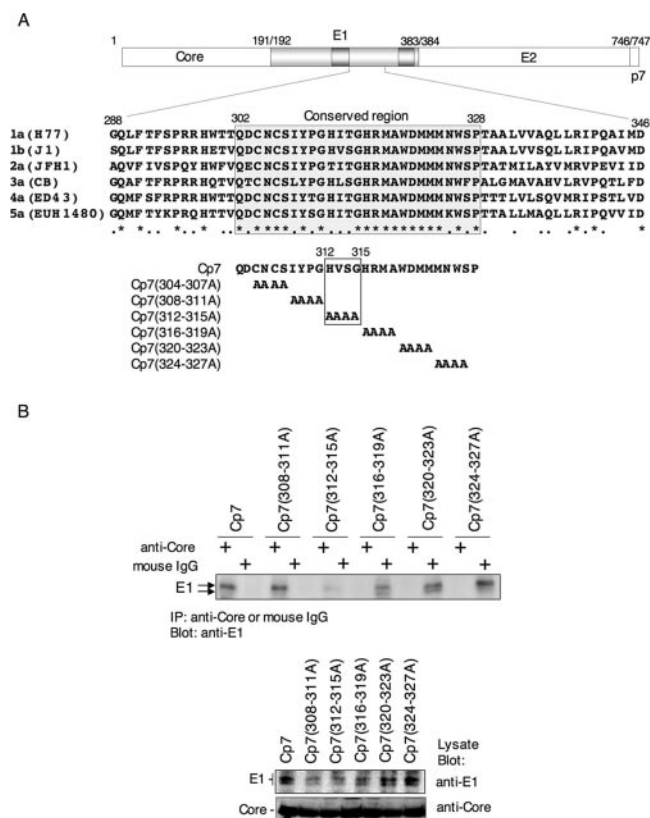 A
1 191/192 E1 383/384 746/747
Core E2
p7
288 302 Conserved region 328 346
1a(H77) GQLFTFSPRRHWTTQDCNCSIYPGHITGHRMAWDMMMNWSPTAALVVAQLLRIPQAIMD
1b(J1) SQLFTFSPRRHETVQDCNCSIYPGHVTGHRMAWDMMMNWSPTAALVVSQLLRIPQAVMD
2a(JFH1) AQVFIVSPQYHWFVQECNCSIYPGTITGHRMAWDMMMNWSPTATMILAYVMRVPEVIID
3a(CB) GQAFTFRPRRHQTVQTCNCSLYPGHLSGHRMAWDMMMNWFPALGMAVAHVLRVPQTLFD
4a(ED43) GQMFSFRPRRHWTTQDCNCSIYTGHITGHRMAWDMMMNWSPTTTLVLSQVMRIPSTLVD
5a(EUH1480) GQMFTYKPRQHTTVQDCNCSIYSGHITGHRMAWDMMMNWSPTAALLMAQLLRIPQVVID
312 315
Cp7 QDCNCSIYPGHVSGHRMAWDMMMNWSP
Cp7(304-307A) AAAA
Cp7(308-311A) AAAA
Cp7(312-315A) AAAA
Cp7(316-319A) AAAA
Cp7(320-323A) AAAA
Cp7(324-327A) AAAA
B
Cp7 Cp7(308-311A) Cp7(312-315A) Cp7(316-319A) Cp7(320-323A) Cp7(324-327A)
anti-Core + + + + + +
mouse IgG + + + + + +
E1
IP: anti-Core or mouse IgG
Blot: anti-E1
Cp7 Cp7(308-311A) Cp7(312-315A) Cp7(316-319A) Cp7(320-323A) Cp7(324-327A)
Lysate
Blot:
E1 anti-E1
Core - anti-Core